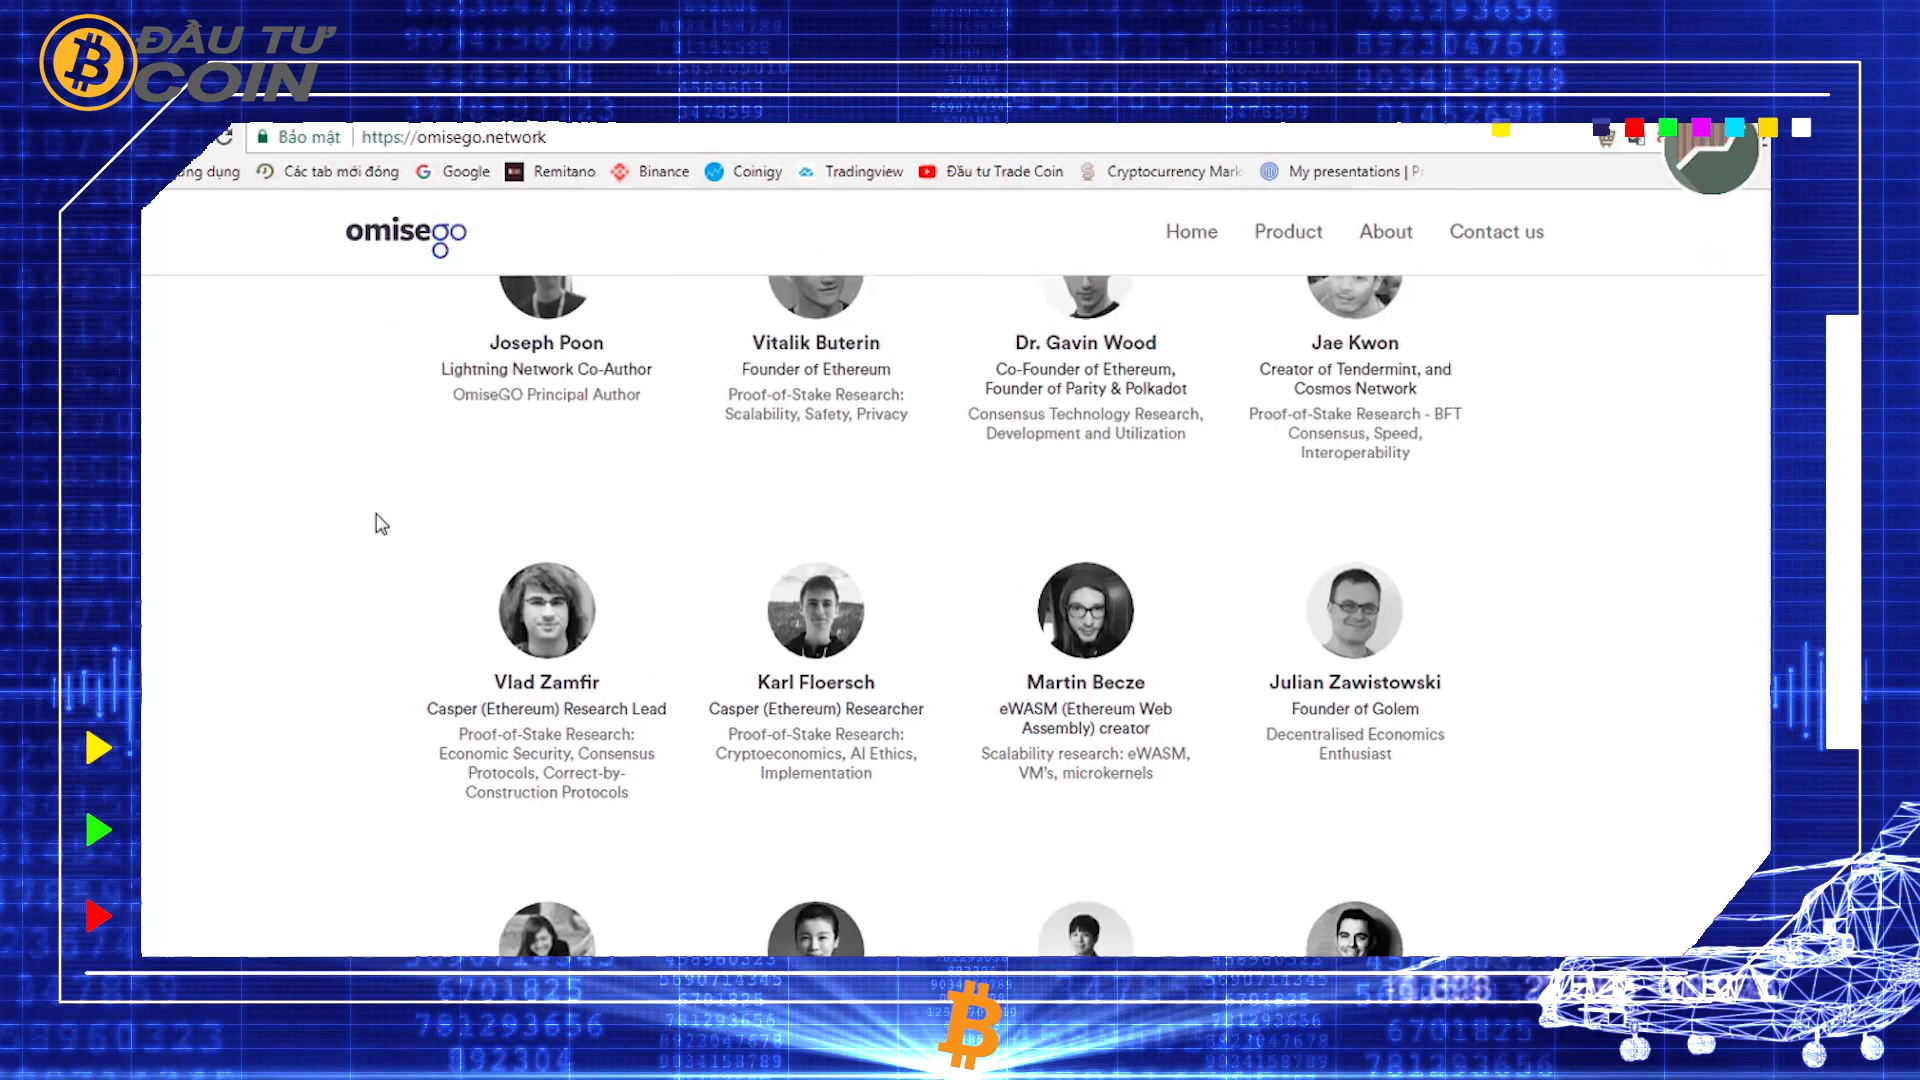 ĐẦU TƯ
COIN
Bảo mật
https://omisego.network
ứng dụng
Các tab mới đóng
Google
Remitano
Binance
Coinigy
Tradingview
Đầu tư Trade Coin
Cryptocurrency Mark
My presentations |
omisego
Home
Product
About
Contact us
Joseph Poon
Lightning Network Co-Author
OmiseGO Principal Author
Vitalik Buterin
Founder of Ethereum
Proof-of-Stake Research:
Scalability, Safety, Privacy
Dr. Gavin Wood
Co-Founder of Ethereum,
Founder of Parity & Polkadot
Consensus Technology Research,
Development and Utilization
Jae Kwon
Creator of Tendermint, and
Cosmos Network
Proof-of-Stake Research - BFT
Consensus, Speed,
Interoperability
Vlad Zamfir
Casper (Ethereum) Research Lead
Proof-of-Stake Research:
Economic Security, Consensus
Protocols, Correct-by-
Construction Protocols
Karl Floersch
Casper (Ethereum) Researcher
Proof-of-Stake Research:
Cryptoeconomics, AI Ethics,
Implementation
Martin Becze
eWASM (Ethereum Web
Assembly) creator
Scalability research: eWASM,
VM's, microkernels
Julian Zawistowski
Founder of Golem
Decentralised Economics
Enthusiast
6701825
781293656
892304